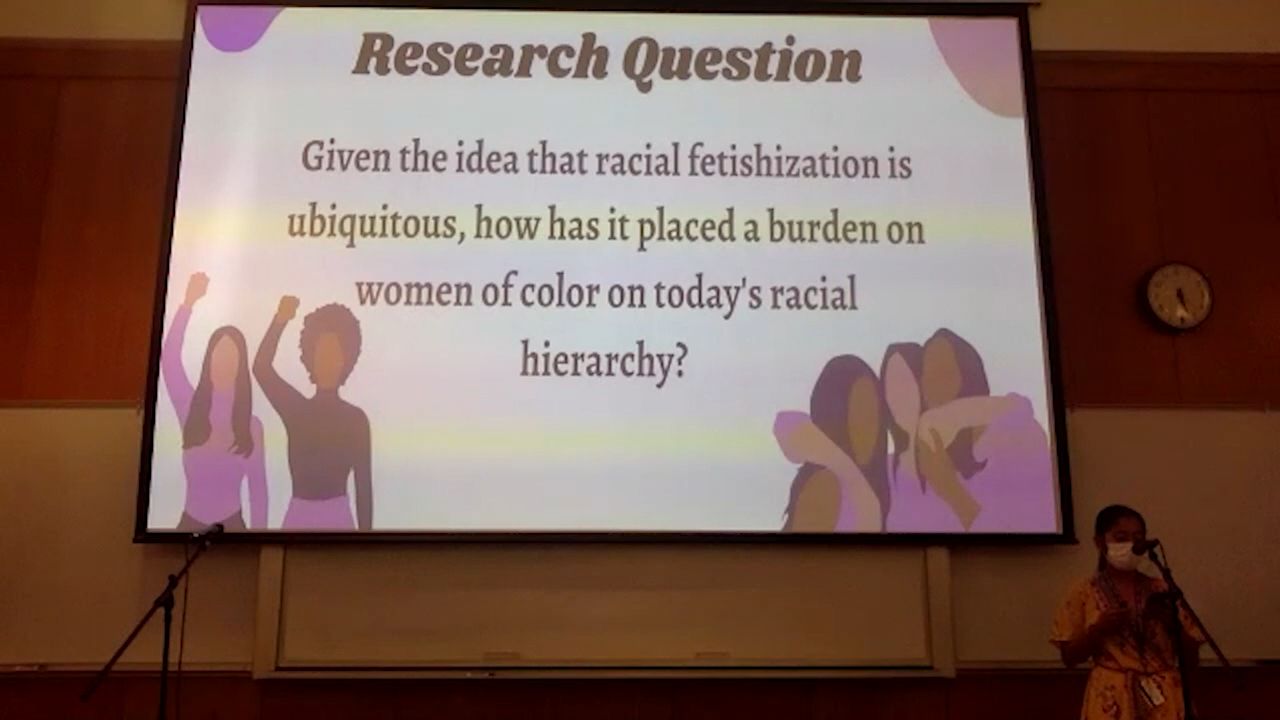 Research Question
Given the idea that racial fetishization is
ubiquitous, how has it placed a burden on
women of color on today's racial
hierarchy?